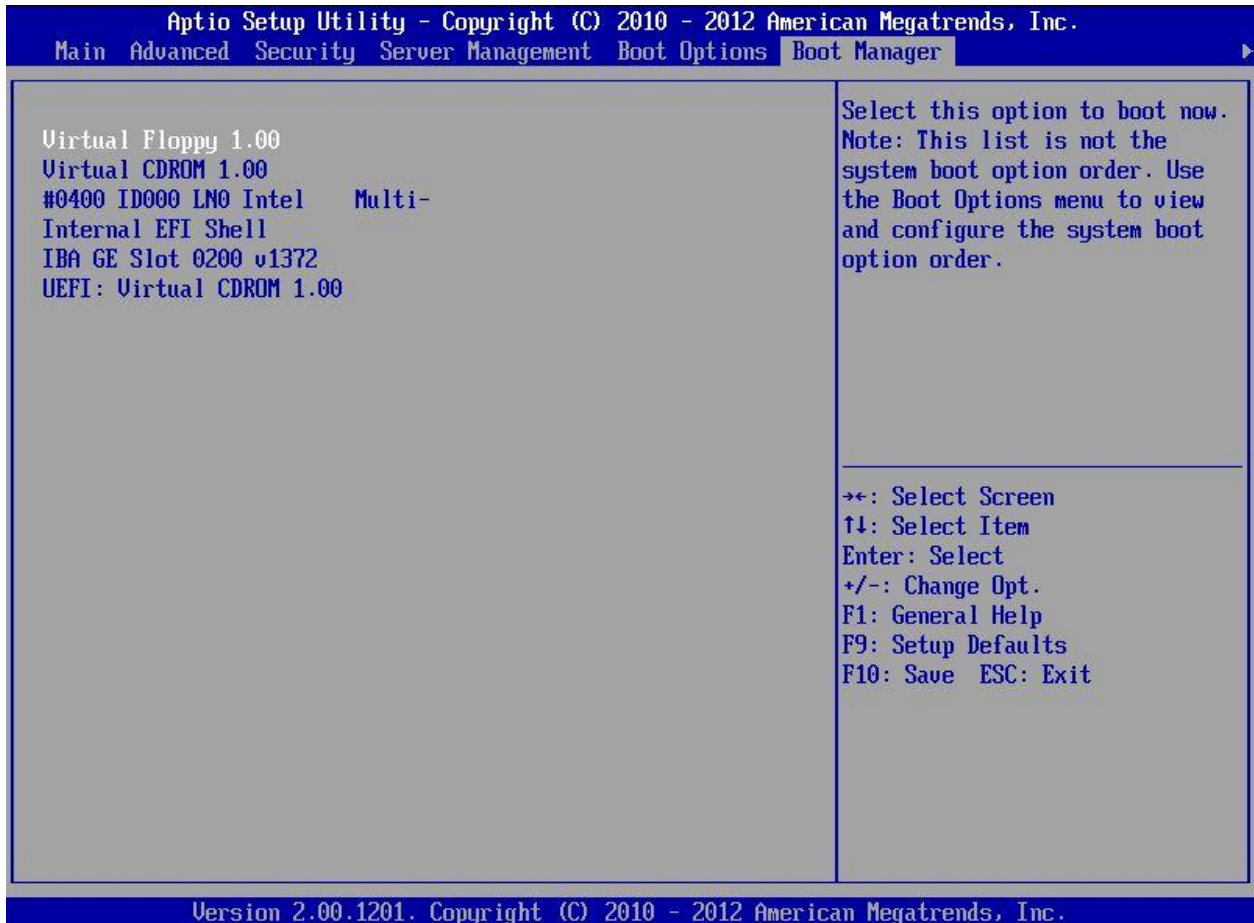 Aptio Setup Utility - Copyright (C) 2010 - 2012 American Megatrends, Inc.
Main Advanced Security Server Management Boot Options Boot Manager
Virtual Floppy 1.00
Virtual CDROM 1.00
#0400 ID000 LN0 Intel Multi-
Internal EFI Shell
IBA GE Slot 0200 v1372
UEFI: Virtual CDROM 1.00
Select this option to boot now.
Note: This list is not the
system boot option order. Use
the Boot Options menu to view
and configure the system boot
option order.
→←: Select Screen
↑↓: Select Item
Enter: Select
+/-: Change Opt.
F1: General Help
F9: Setup Defaults
F10: Save ESC: Exit
Version 2.00.1201. Copyright (C) 2010 - 2012 American Megatrends, Inc.